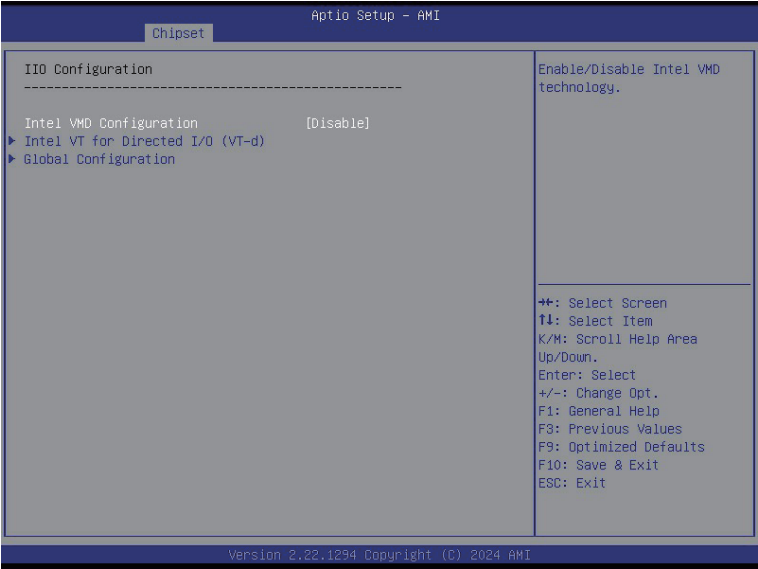 Aptio Setup – AMI
Chipset
IIO Configuration
--------------------------------------------------
Intel VMD Configuration [Disable]
Intel VT for Directed I/O (VT-d)
Global Configuration
Enable/Disable Intel VMD
technology.
→←: Select Screen
↑↓: Select Item
K/M: Scroll Help Area
Up/Down.
Enter: Select
+/-: Change Opt.
F1: General Help
F3: Previous Values
F9: Optimized Defaults
F10: Save & Exit
ESC: Exit
Version 2.22.1294 Copyright (C) 2024 AMI